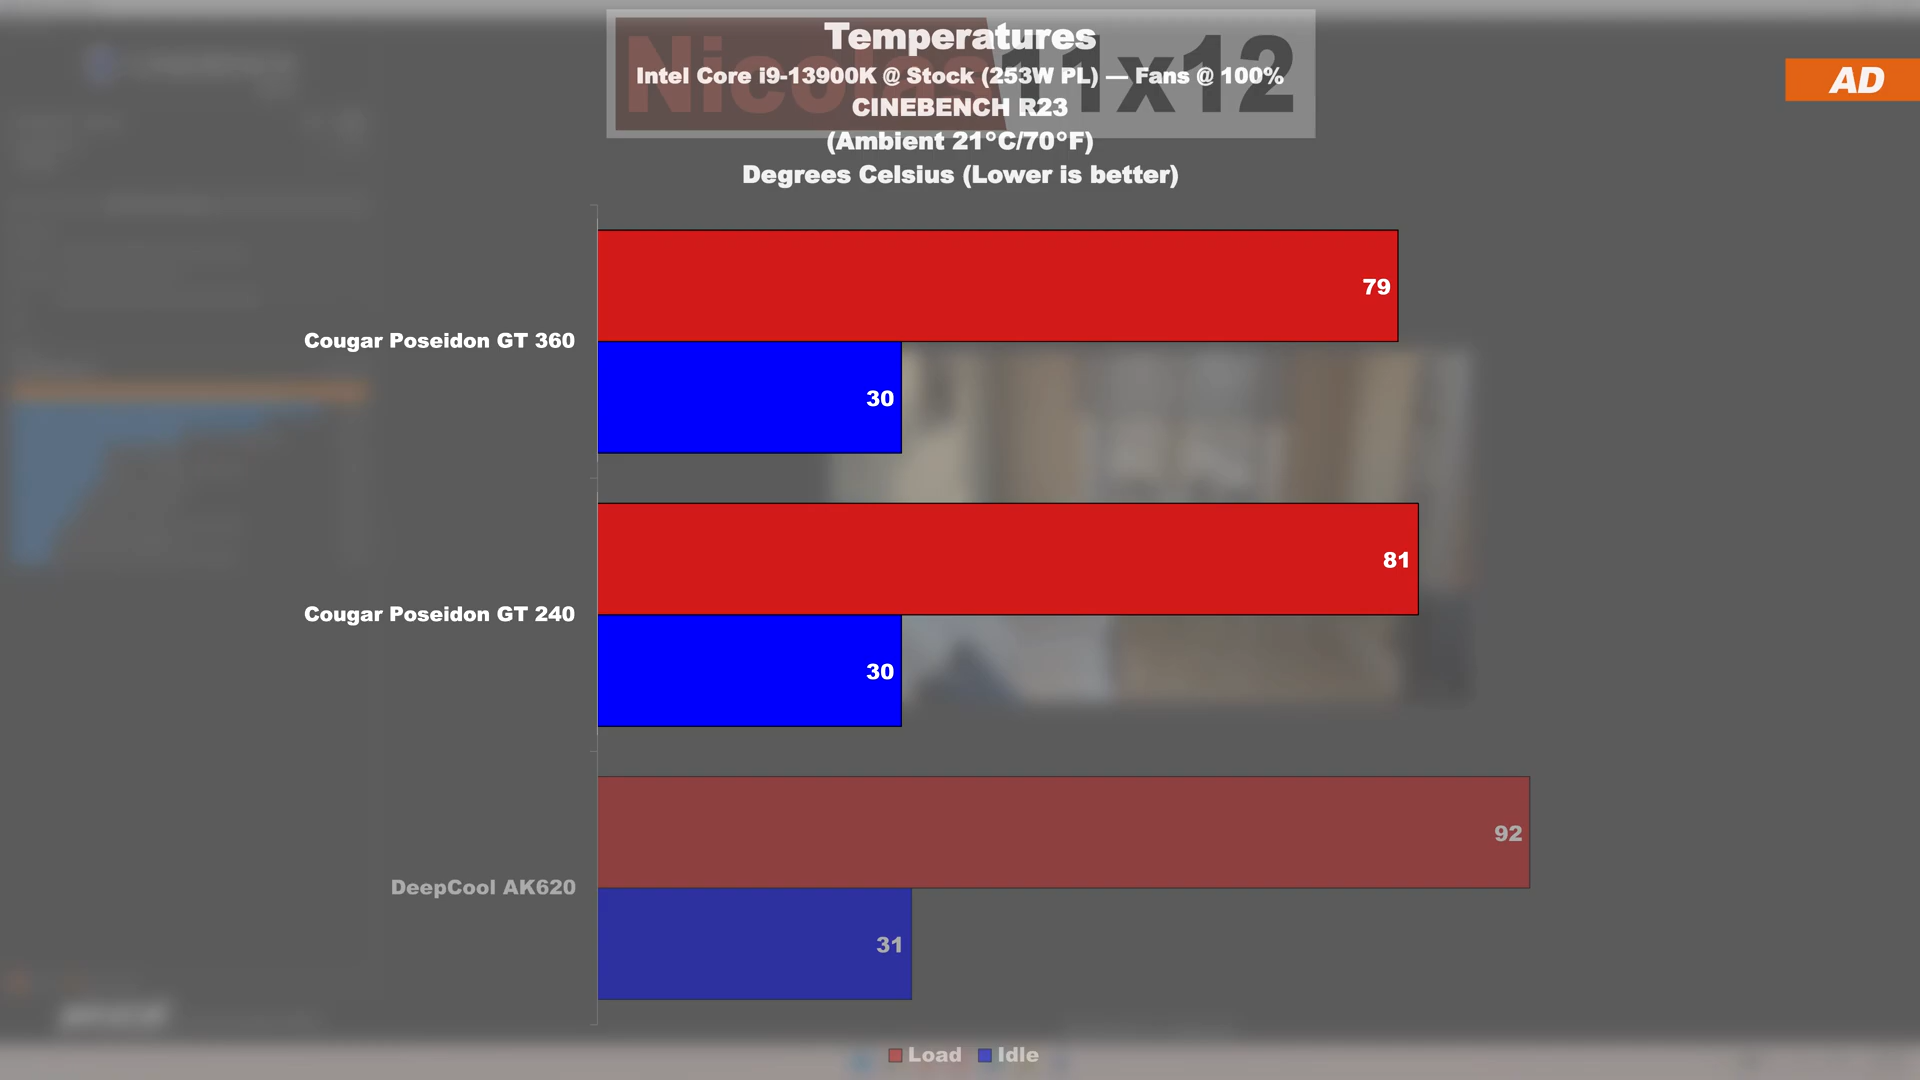 Nicolas11x12
Temperatures
Intel Core i9-13900K @ Stock (253W PL) — Fans @ 100%
CINEBENCH R23
(Ambient 21°C/70°F)
Degrees Celsius (Lower is better)
AD
79
Cougar Poseidon GT 360
30
81
Cougar Poseidon GT 240
30
92
DeepCool AK620
31
Load Idle